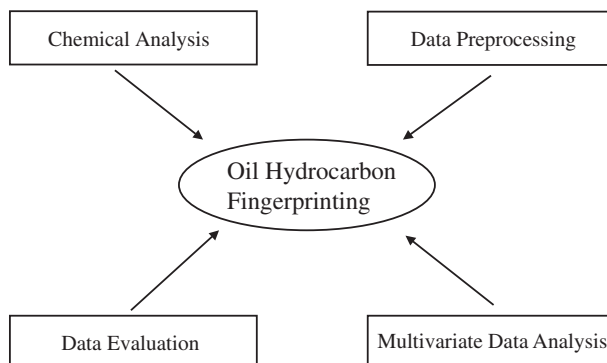 Chemical Analysis
Data Preprocessing
Oil Hydrocarbon
Fingerprinting
Data Evaluation
Multivariate Data Analysis